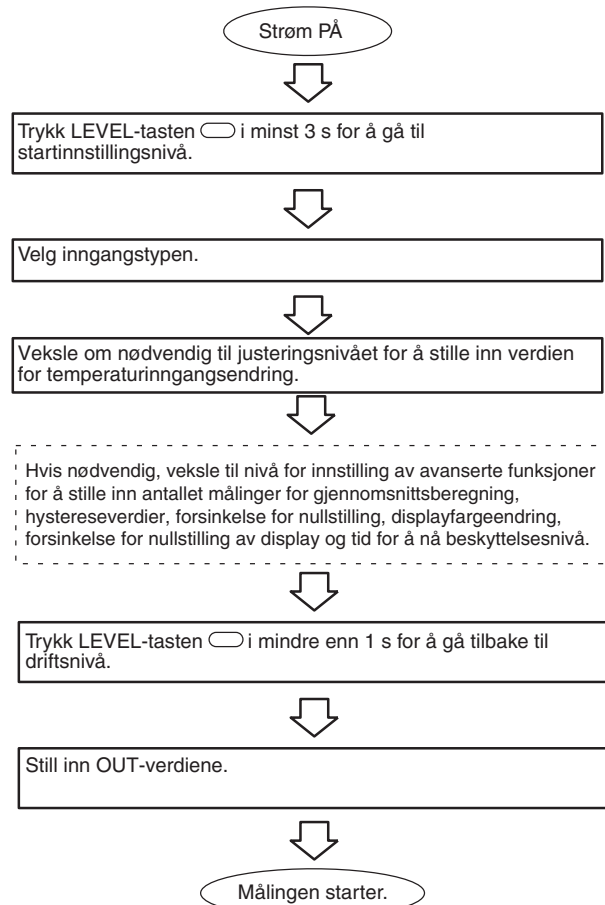 Strøm PÅ
Trykk LEVEL-tasten i minst 3 s for å gå til
startinnstillingsnivå.
Velg inngangstypen.
Veksle om nødvendig til justeringsnivået for å stille inn verdien
for temperaturinngangsendring.
Hvis nødvendig, veksle til nivå for innstilling av avanserte funksjoner
for å stille inn antallet målinger for gjennomsnittsberegning,
hystereseverdier, forsinkelse for nullstilling, displayfargeendring,
forsinkelse for nullstilling av display og tid for å nå beskyttelsesnivå.
Trykk LEVEL-tasten i mindre enn 1 s for å gå tilbake til
driftsnivå.
Still inn OUT-verdiene.
Målingen starter.